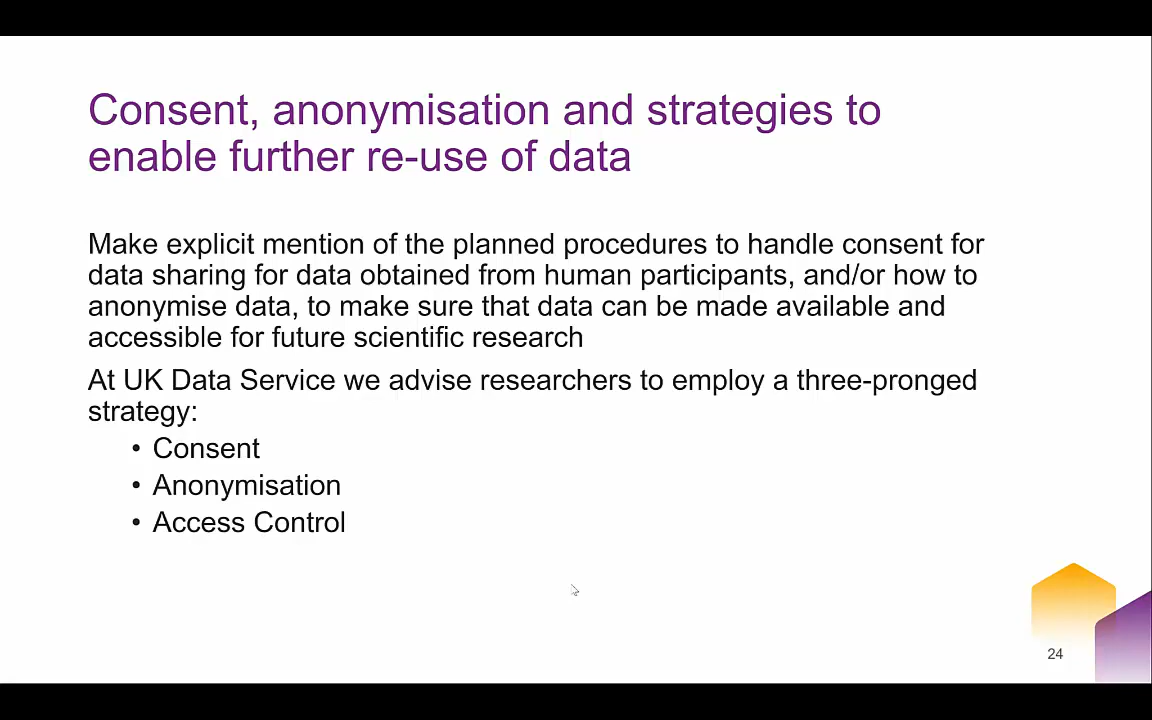 Consent, anonymisation and strategies to
enable further re-use of data
Make explicit mention of the planned procedures to handle consent for
data sharing for data obtained from human participants, and/or how to
anonymise data, to make sure that data can be made available and
accessible for future scientific research
At UK Data Service we advise researchers to employ a three-pronged
strategy:
• Consent
• Anonymisation
• Access Control
24